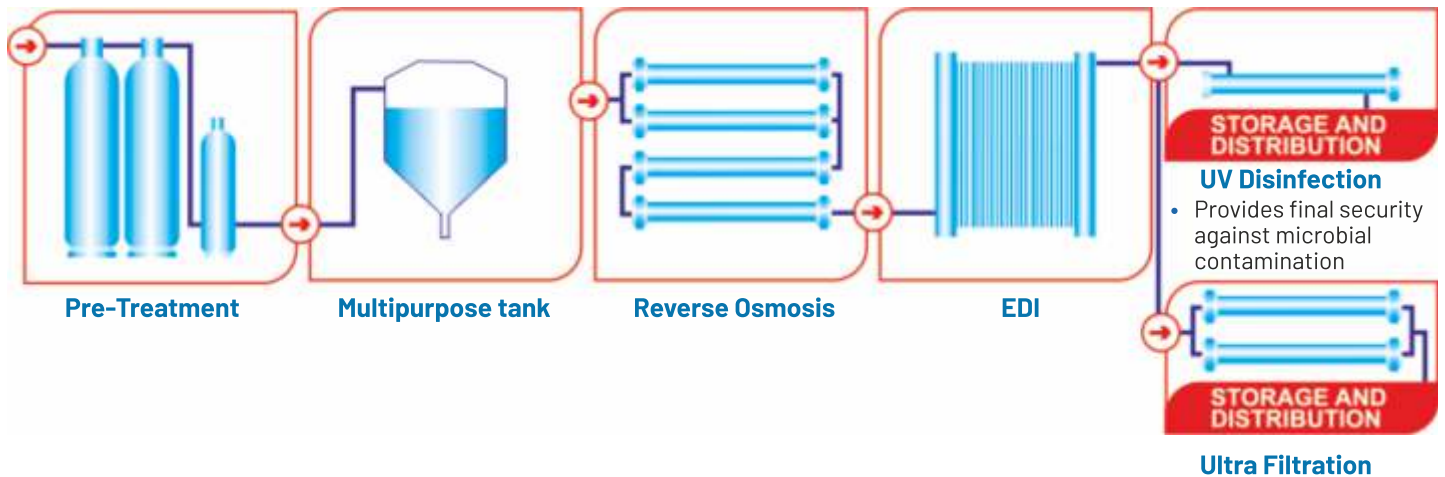 Pre-Treatment
Multipurpose tank
Reverse Osmosis
EDI
STORAGE AND
DISTRIBUTION
UV Disinfection
• Provides final security
against microbial
contamination
STORAGE AND
DISTRIBUTION
Ultra Filtration